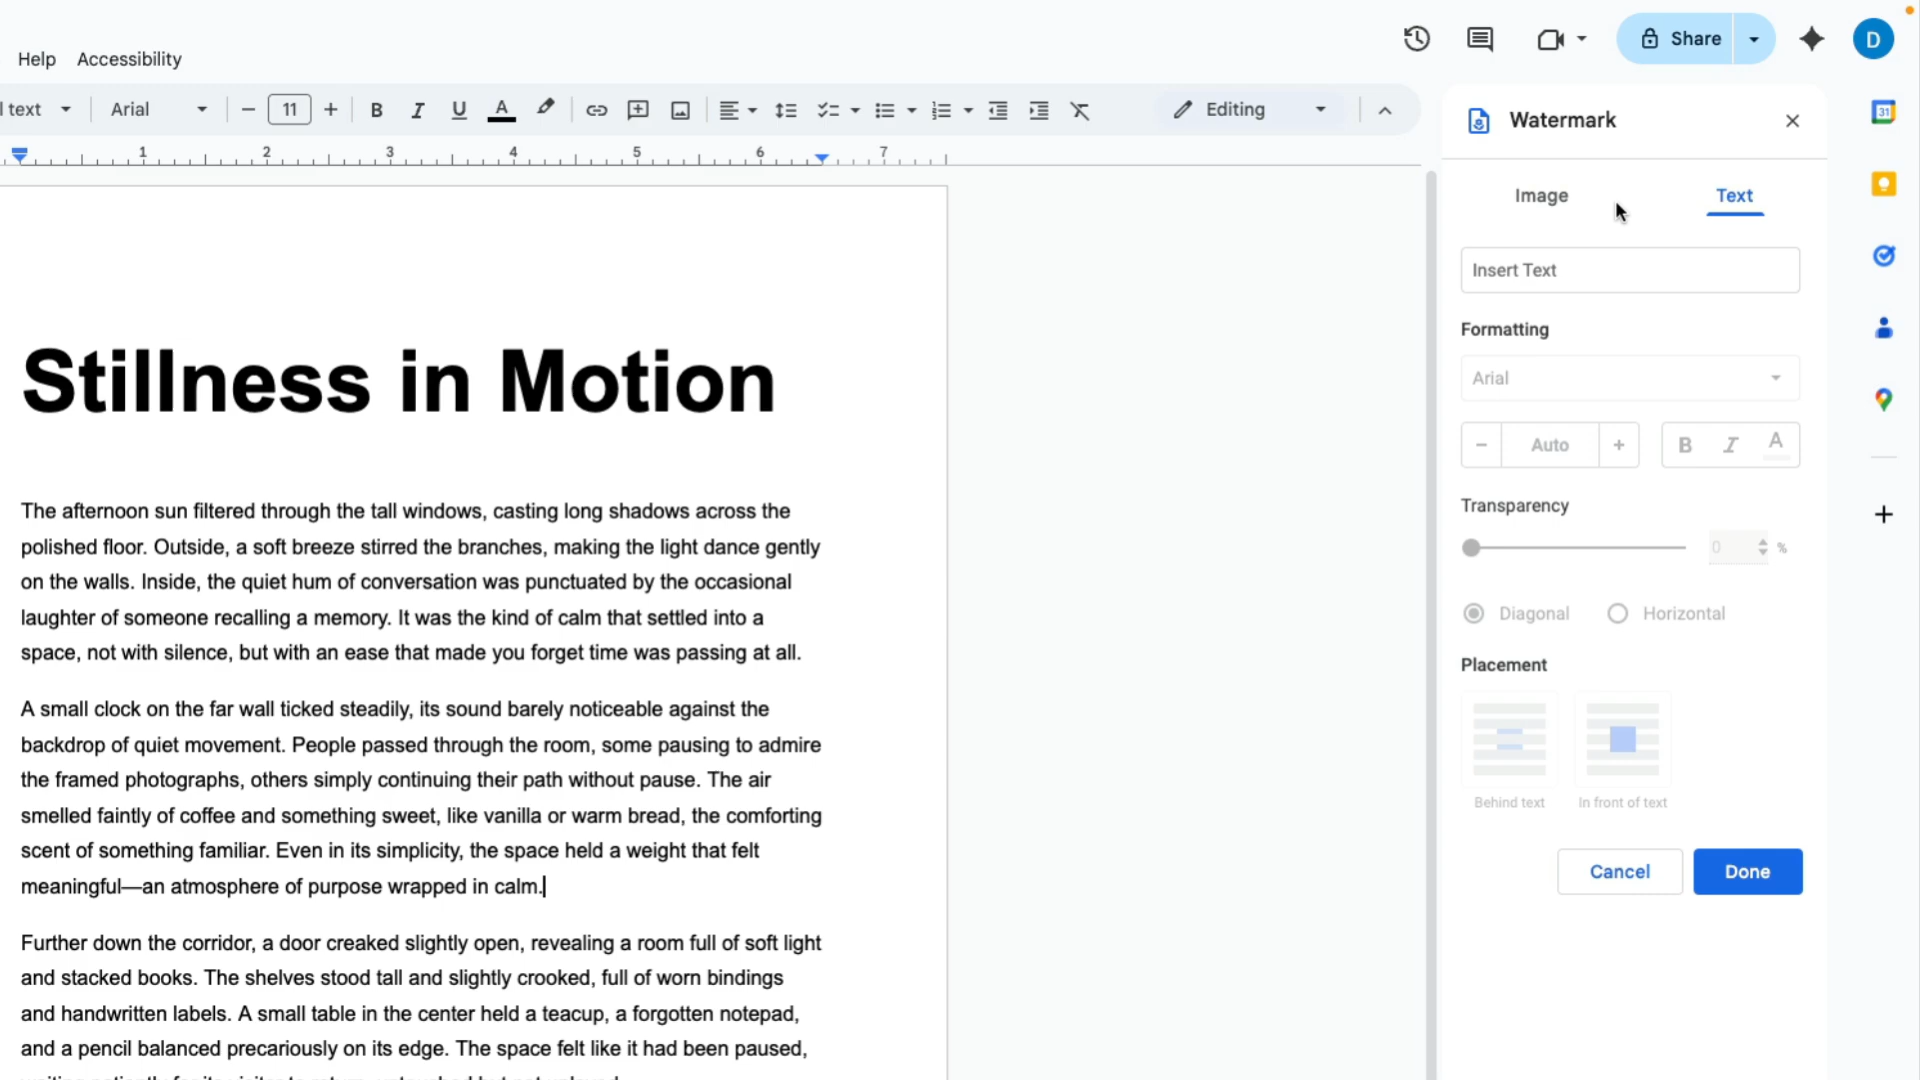 Share
D
Help Accessibility
l text
Arial
11
B I U A
Editing
1 2 3 4 5 6 7
Stillness in Motion
The afternoon sun filtered through the tall windows, casting long shadows across the
polished floor. Outside, a soft breeze stirred the branches, making the light dance gently
on the walls. Inside, the quiet hum of conversation was punctuated by the occasional
laughter of someone recalling a memory. It was the kind of calm that settled into a
space, not with silence, but with an ease that made you forget time was passing at all.
A small clock on the far wall ticked steadily, its sound barely noticeable against the
backdrop of quiet movement. People passed through the room, some pausing to admire
the framed photographs, others simply continuing their path without pause. The air
smelled faintly of coffee and something sweet, like vanilla or warm bread, the comforting
scent of something familiar. Even in its simplicity, the space held a weight that felt
meaningful—an atmosphere of purpose wrapped in calm.
Further down the corridor, a door creaked slightly open, revealing a room full of soft light
and stacked books. The shelves stood tall and slightly crooked, full of worn bindings
and handwritten labels. A small table in the center held a teacup, a forgotten notepad,
and a pencil balanced precariously on its edge. The space felt like it had been paused,
Watermark
Image Text
Insert Text
Formatting
Arial
− Auto +
B I A
Transparency
0 %
Diagonal Horizontal
Placement
Behind text In front of text
Cancel Done
31